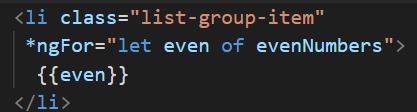 <li class="list-group-item"
*ngFor="let even of evenNumbers">
{{even}}
</li>